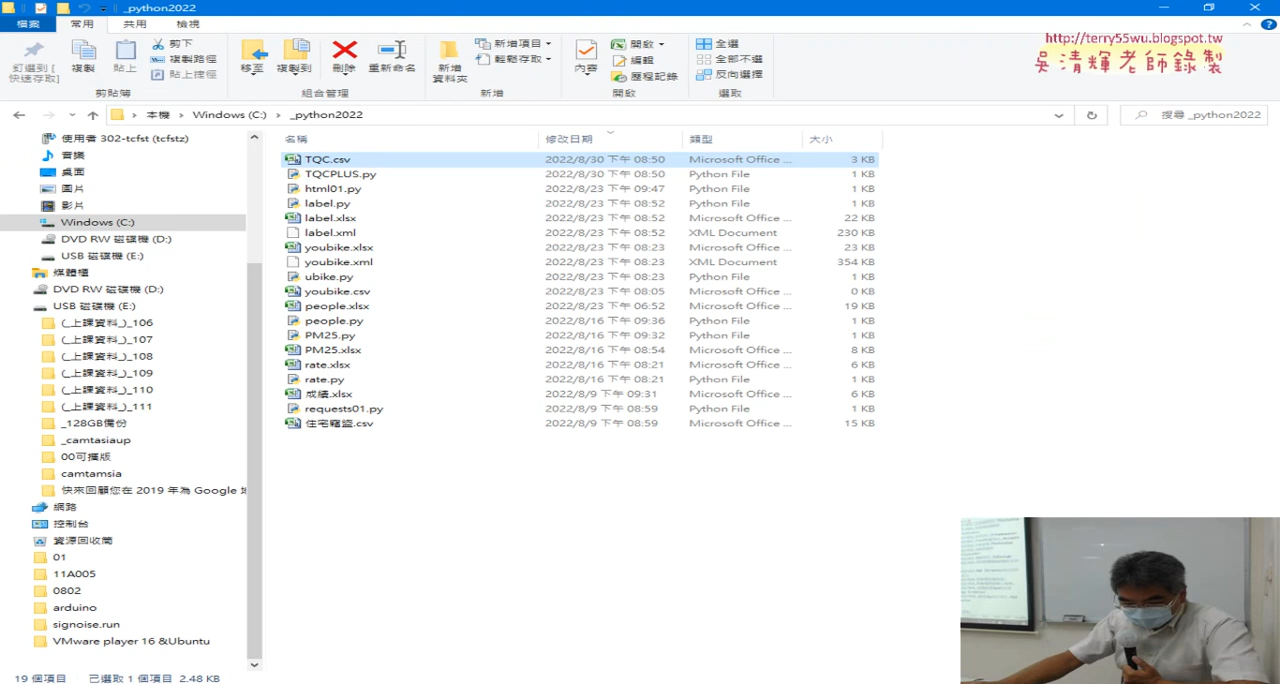 _python2022
檔案 常用 共用 檢視
釘選到 [快速存取]
複製
貼上
剪下
複製路徑
貼上捷徑
剪貼簿
移至
複製到
刪除
重新命名
組合管理
新增資料夾
新增項目
輕鬆存取
新增
內容
開啟
編輯
歷程記錄
開啟
全選
全部不選
反向選擇
選取
http://terry55wu.blogspot.tw
吳清輝老師錄製
本機 › Windows (C:) › _python2022
搜尋 _python2022
使用者 302-tcfst (tcfstz)
音樂
桌面
圖片
影片
Windows (C:)
DVD RW 磁碟機 (D:)
USB 磁碟機 (E:)
媒體櫃
DVD RW 磁碟機 (D:)
USB 磁碟機 (E:)
(_上課資料_)_106
(_上課資料_)_107
(_上課資料_)_108
(_上課資料_)_109
(_上課資料_)_110
(_上課資料_)_111
_128GB備份
_camtasiaup
00可攜版
camtamsia
快來回顧您在 2019 年為 Google 地
網路
控制台
資源回收筒
01
11A005
0802
arduino
signoise.run
VMware player 16 &Ubuntu
名稱 修改日期 類型 大小
TQC.csv 2022/8/30 下午 08:50 Microsoft Office ... 3 KB
TQCPLUS.py 2022/8/30 下午 08:50 Python File 1 KB
html01.py 2022/8/23 下午 09:47 Python File 1 KB
label.py 2022/8/23 下午 08:52 Python File 1 KB
label.xlsx 2022/8/23 下午 08:52 Microsoft Office ... 22 KB
label.xml 2022/8/23 下午 08:52 XML Document 230 KB
youbike.xlsx 2022/8/23 下午 08:23 Microsoft Office ... 23 KB
youbike.xml 2022/8/23 下午 08:23 XML Document 354 KB
ubike.py 2022/8/23 下午 08:23 Python File 1 KB
youbike.csv 2022/8/23 下午 08:05 Microsoft Office ... 0 KB
people.xlsx 2022/8/23 下午 06:52 Microsoft Office ... 19 KB
people.py 2022/8/16 下午 09:36 Python File 1 KB
PM25.py 2022/8/16 下午 09:32 Python File 1 KB
PM25.xlsx 2022/8/16 下午 08:54 Microsoft Office ... 8 KB
rate.xlsx 2022/8/16 下午 08:21 Microsoft Office ... 6 KB
rate.py 2022/8/16 下午 08:21 Python File 1 KB
成績.xlsx 2022/8/9 下午 09:31 Microsoft Office ... 6 KB
requests01.py 2022/8/9 下午 08:59 Python File 1 KB
住宅竊盜.csv 2022/8/9 下午 08:59 Microsoft Office ... 15 KB
19 個項目 已選取 1 個項目 2.48 KB